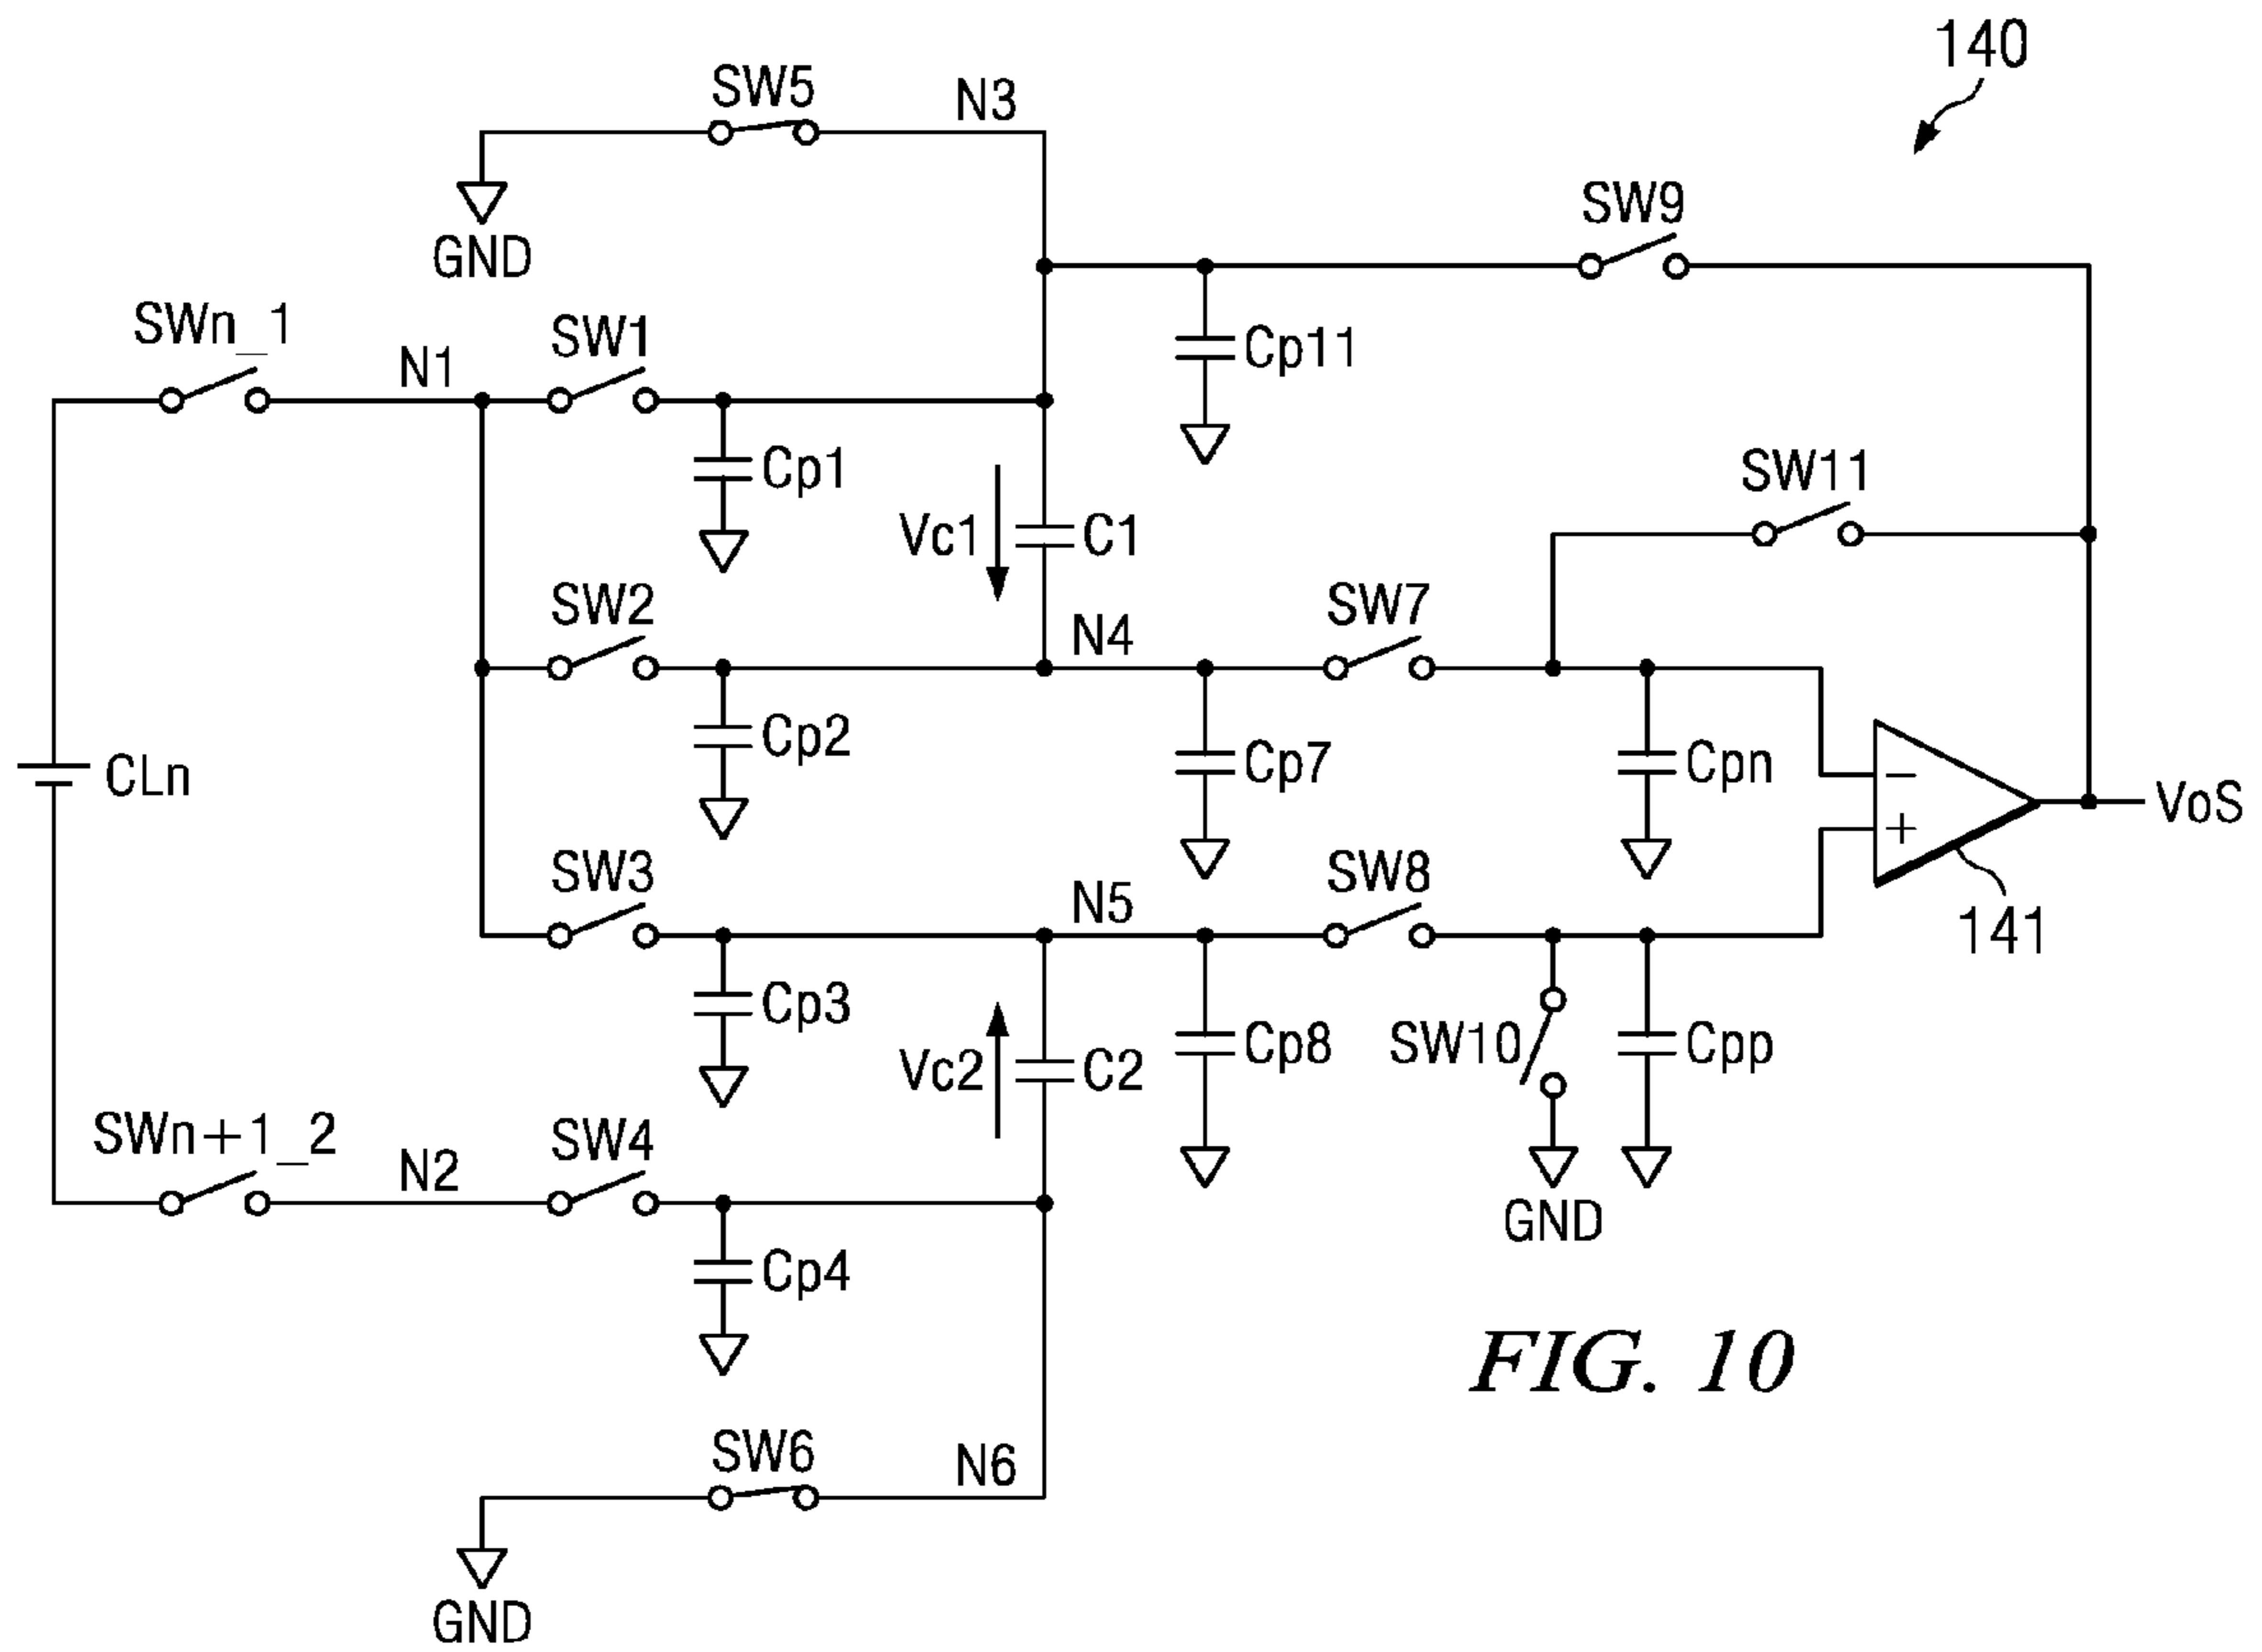 140
SW5
N3
SW9
GND
SWn_1
N1
SW1
Cp11
Cp1
SW11
Vc1
C1
SW2
N4
SW7
CLn
Cp2
Cp7
Cpn
−
+
VoS
SW3
N5
SW8
141
Cp3
Vc2
C2
Cp8
SW10
Cpp
SWn+1_2
N2
SW4
GND
Cp4
FIG. 10
SW6
N6
GND